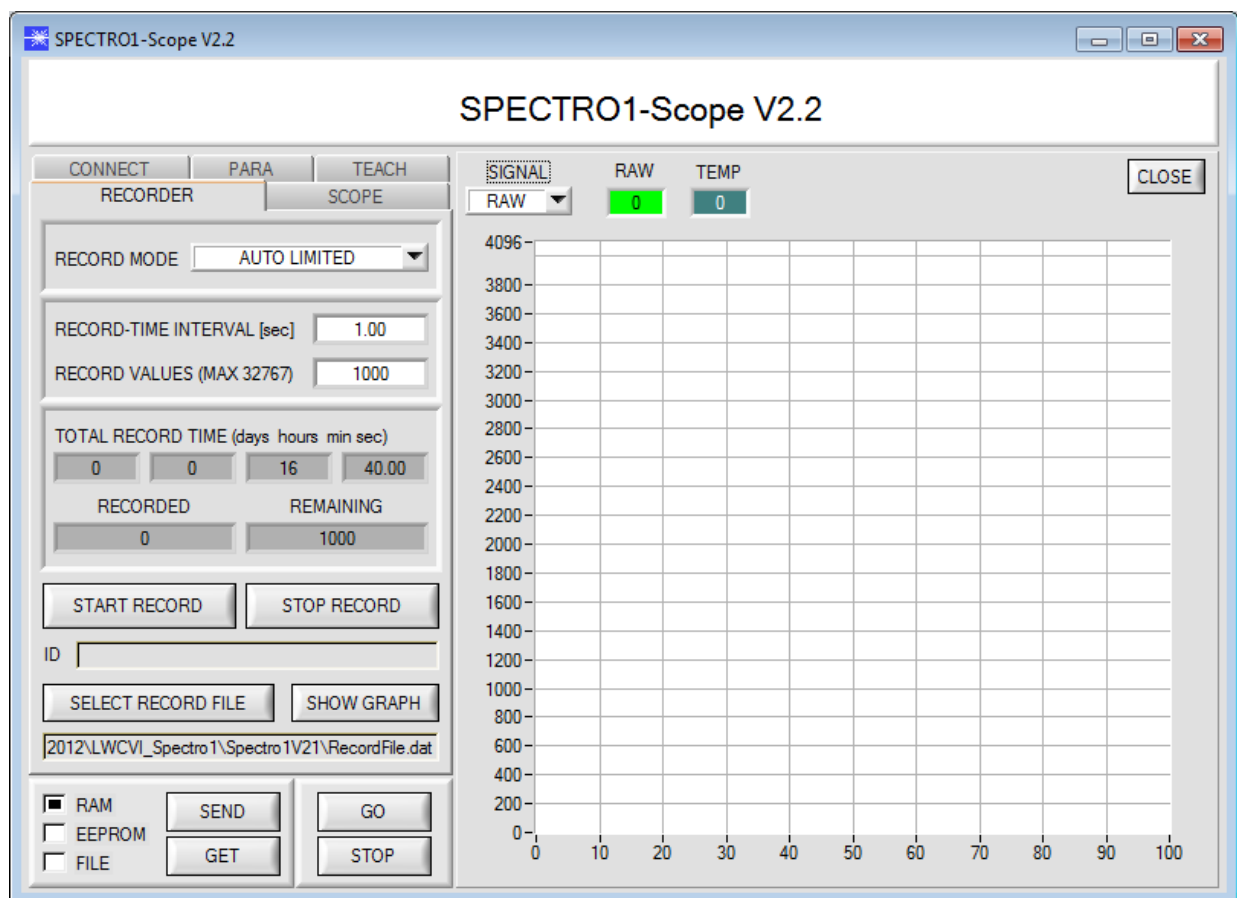 SPECTRO1-Scope V2.2
SPECTRO1-Scope V2.2
CONNECT PARA TEACH
RECORDER SCOPE
RECORD MODE AUTO LIMITED
RECORD-TIME INTERVAL [sec] 1.00
RECORD VALUES (MAX 32767) 1000
TOTAL RECORD TIME (days hours min sec)
0 0 16 40.00
RECORDED REMAINING
0 1000
START RECORD STOP RECORD
ID
SELECT RECORD FILE SHOW GRAPH
2012\LWCVI_Spectro1\Spectro1V21\RecordFile.dat
RAM
EEPROM
FILE
SEND
GET
GO
STOP
SIGNAL RAW TEMP
RAW 0 0
CLOSE
4096
3800
3600
3400
3200
3000
2800
2600
2400
2200
2000
1800
1600
1400
1200
1000
800
600
400
200
0
0 10 20 30 40 50 60 70 80 90 100